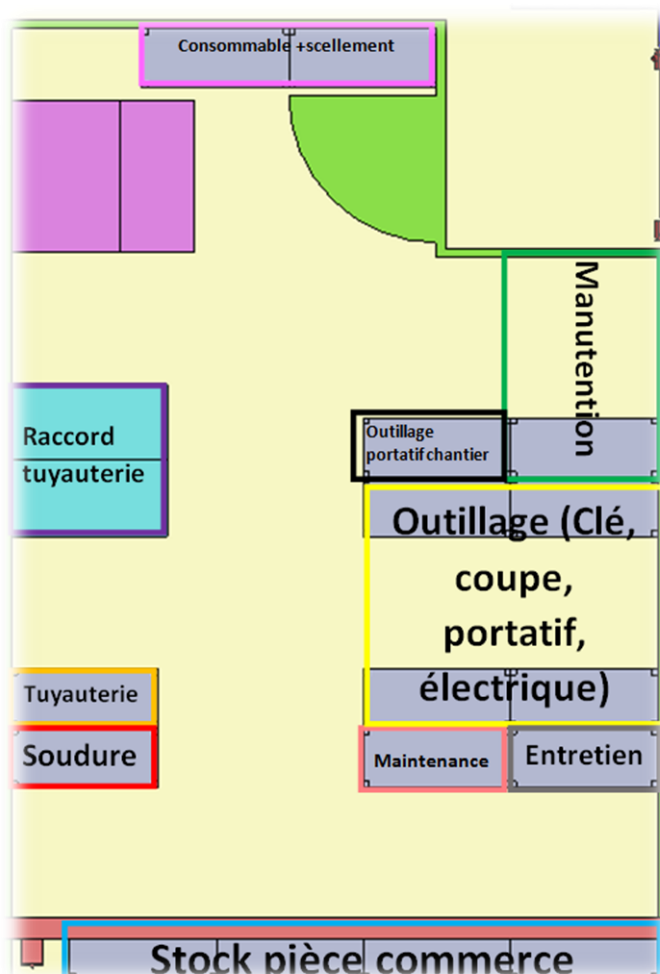 Consommable +scellement
Manutention
Raccord
tuyauterie
Outillage
portatif chantier
Outillage (Clé,
coupe,
portatif,
électrique)
Tuyauterie
Soudure
Maintenance
Entretien
Stock pièce commerce